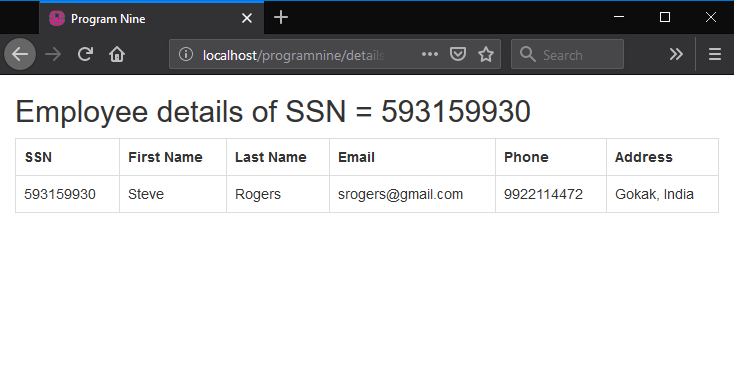 Program Nine
localhost/programnine/details
Search
Employee details of SSN = 593159930
SSN First Name Last Name Email Phone Address
593159930 Steve Rogers srogers@gmail.com 9922114472 Gokak, India